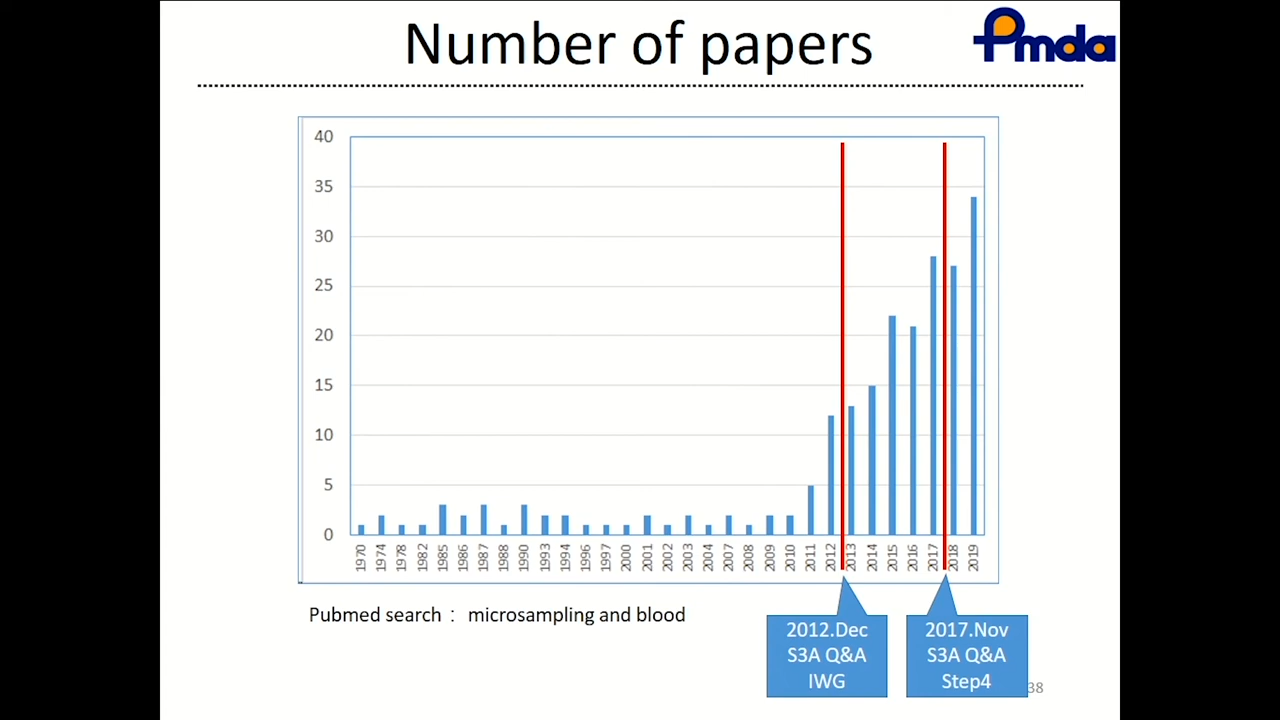 Number of papers
Pmda
40
35
30
25
20
15
10
5
0
1970 1974 1978 1982 1985 1986 1987 1988 1990 1993 1994 1996 1997 2000 2001 2002 2003 2004 2007 2008 2009 2010 2011 2012 2013 2014 2015 2016 2017 2018 2019
Pubmed search： microsampling and blood
2012.Dec
S3A Q&A
IWG
2017.Nov
S3A Q&A
Step4
38